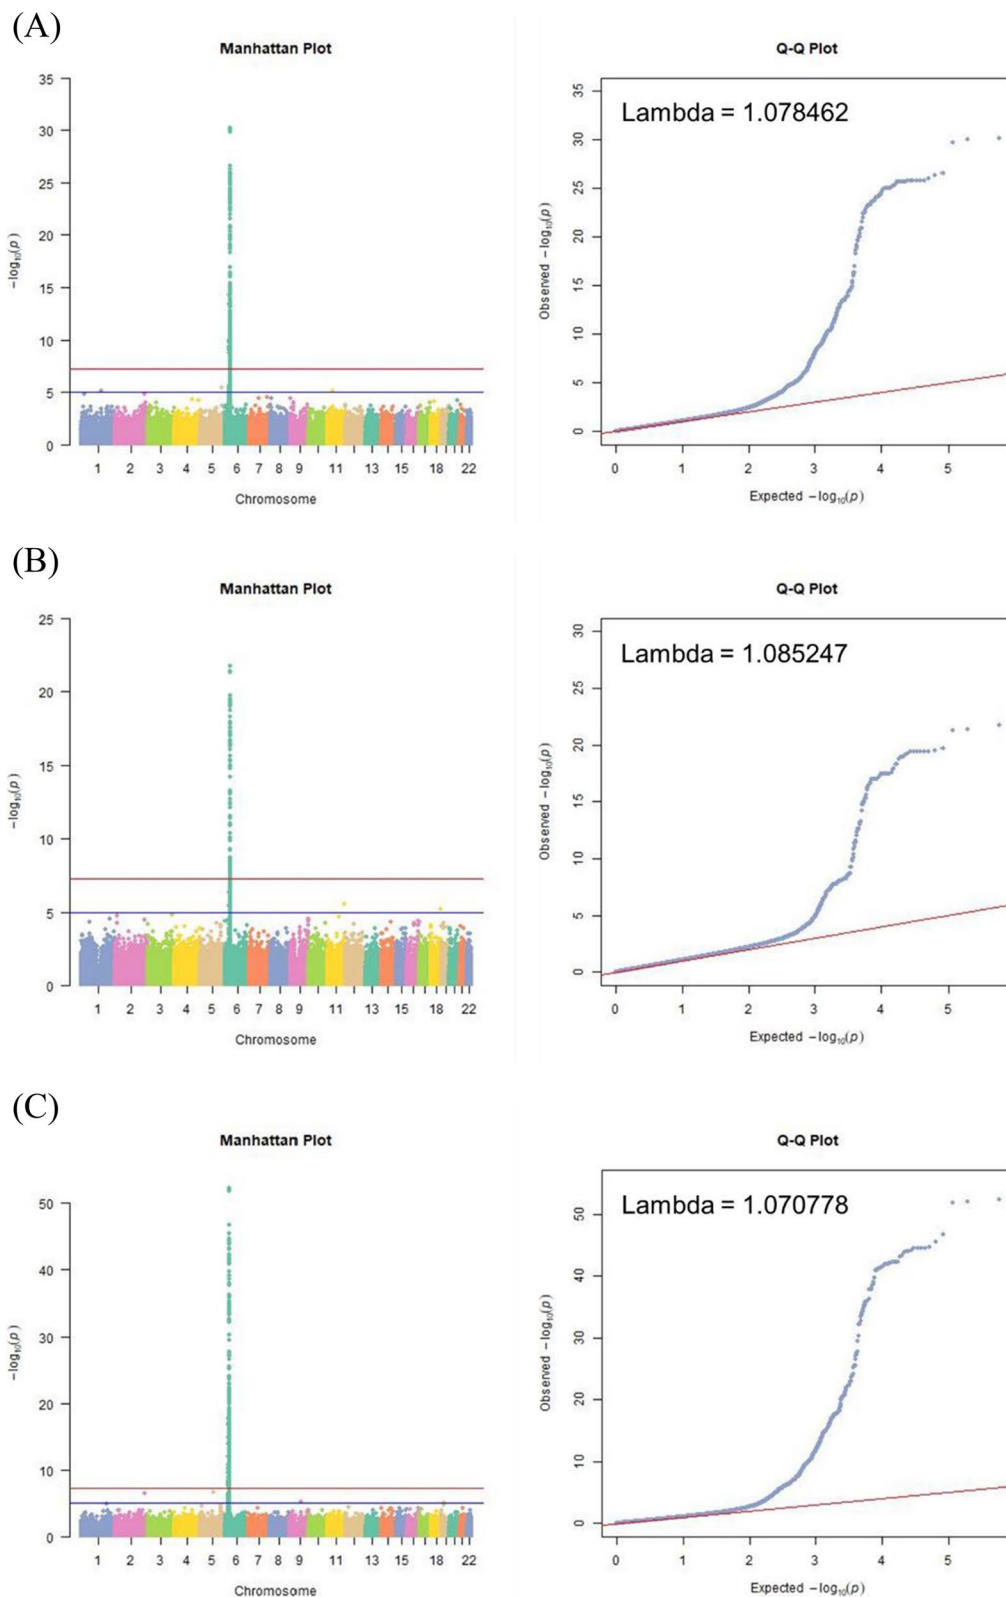 (A)
Manhattan Plot
35
30
25
20
15
10
5
0
−log10(p)
1 2 3 4 5 6 7 8 9 11 13 15 18 22
Chromosome
Q-Q Plot
Lambda = 1.078462
35
30
25
20
15
10
5
0
Observed −log10(p)
0 1 2 3 4 5
Expected −log10(p)
(B)
Manhattan Plot
25
20
15
10
5
0
−log10(p)
1 2 3 4 5 6 7 8 9 11 13 15 18 22
Chromosome
Q-Q Plot
Lambda = 1.085247
30
25
20
15
10
5
0
Observed −log10(p)
0 1 2 3 4 5
Expected −log10(p)
(C)
Manhattan Plot
50
40
30
20
10
0
−log10(p)
1 2 3 4 5 6 7 8 9 11 13 15 18 22
Chromosome
Q-Q Plot
Lambda = 1.070778
50
40
30
20
10
0
Observed −log10(p)
0 1 2 3 4 5
Expected −log10(p)